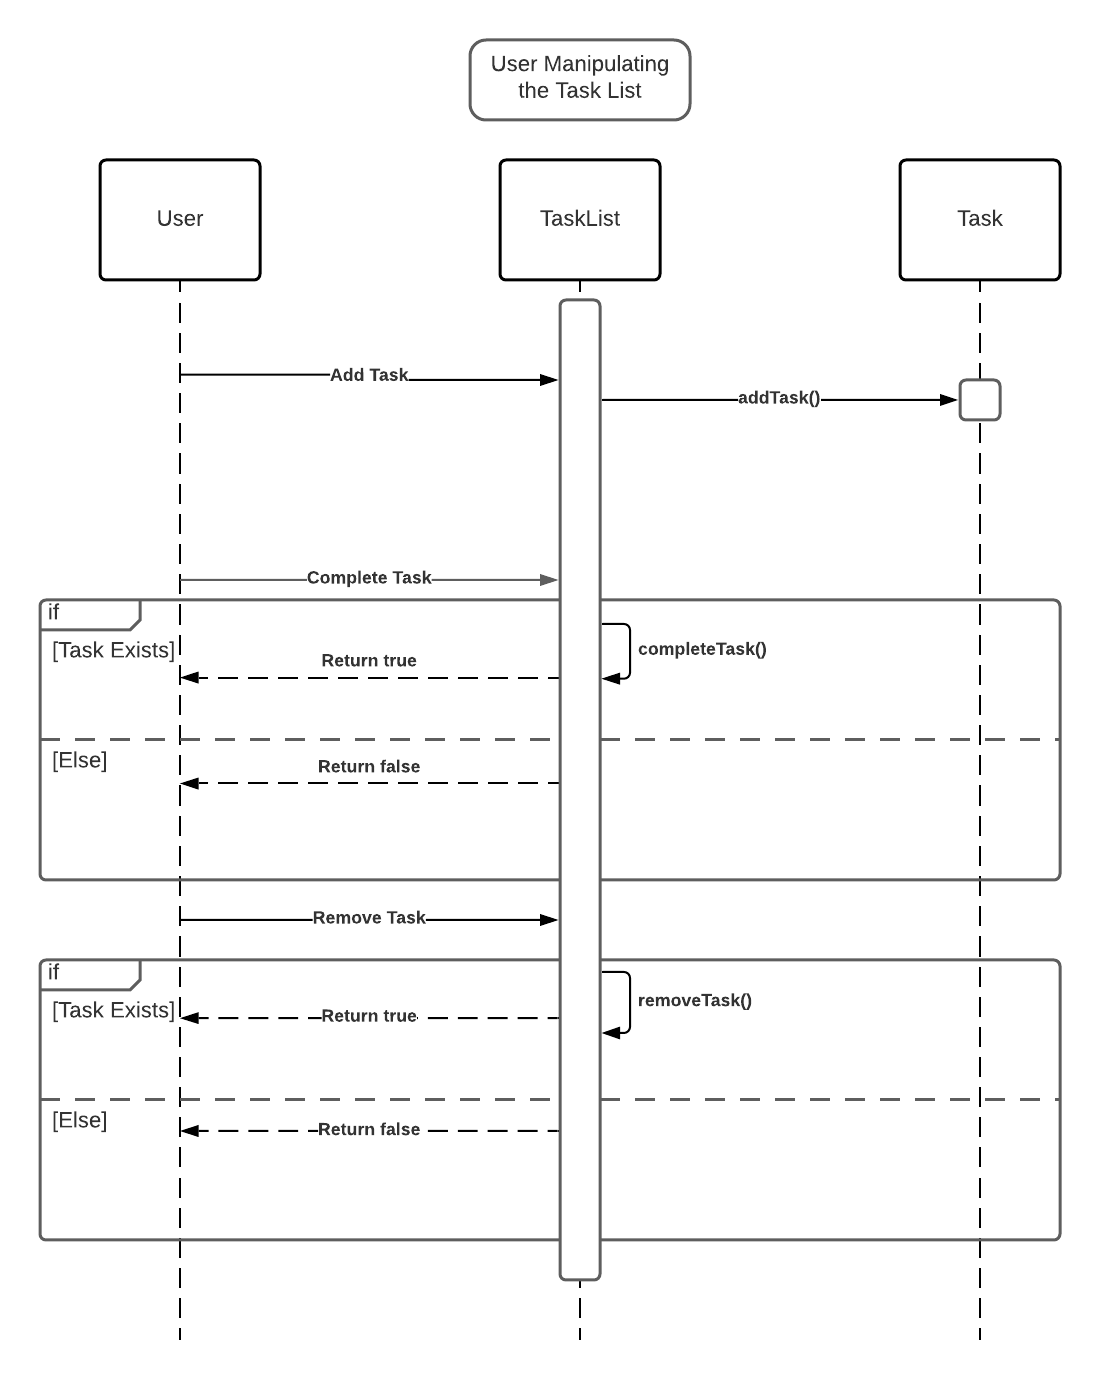 User Manipulating
the Task List
User
TaskList
Task
Add Task
addTask()
Complete Task
if
[Task Exists]
completeTask()
Return true
[Else]
Return false
Remove Task
if
[Task Exists]
removeTask()
Return true
[Else]
Return false